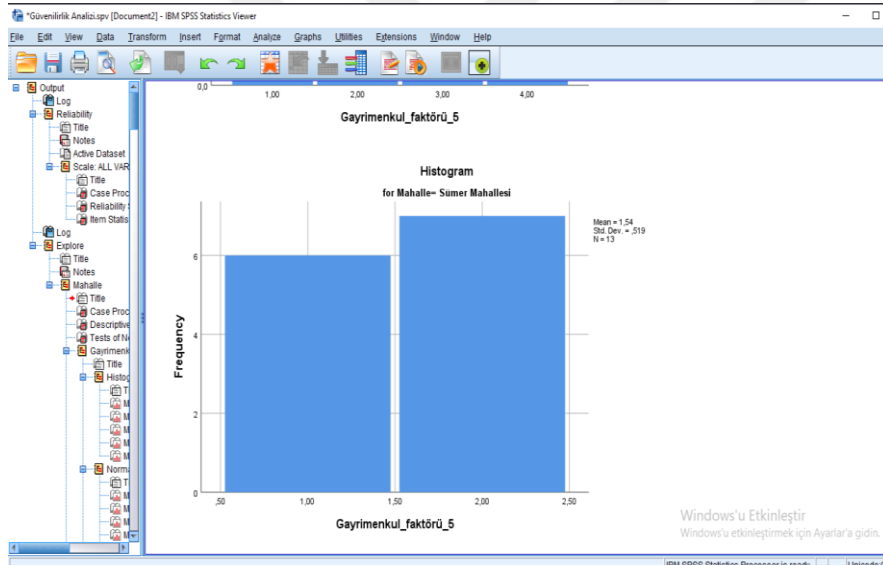 *Güvenilirlik Analizi.spv [Document2] - IBM SPSS Statistics Viewer
File Edit View Data Transform Insert Format Analyze Graphs Utilities Extensions Window Help
Output
Log
Reliability
Title
Notes
Active Dataset
Scale: ALL VAR
Title
Case Proc
Reliability
Item Statis
Log
Explore
Title
Notes
Mahalle
Title
Case Proc
Descriptive
Tests of N
Gayrimenk
Title
Histog
T
M
M
M
M
M
Norma
T
M
M
M
M
0,0
1,00 2,00 3,00 4,00
Gayrimenkul_faktörü_5
Histogram
for Mahalle= Sümer Mahallesi
Mean = 1,54
Std. Dev. = ,519
N = 13
Frequency
6
4
2
0
,50 1,00 1,50 2,00 2,50
Gayrimenkul_faktörü_5
Windows'u Etkinleştir
Windows'u etkinleştirmek için Ayarlar'a gidin.
IBM SPSS Statistics Processor is ready Unicode: